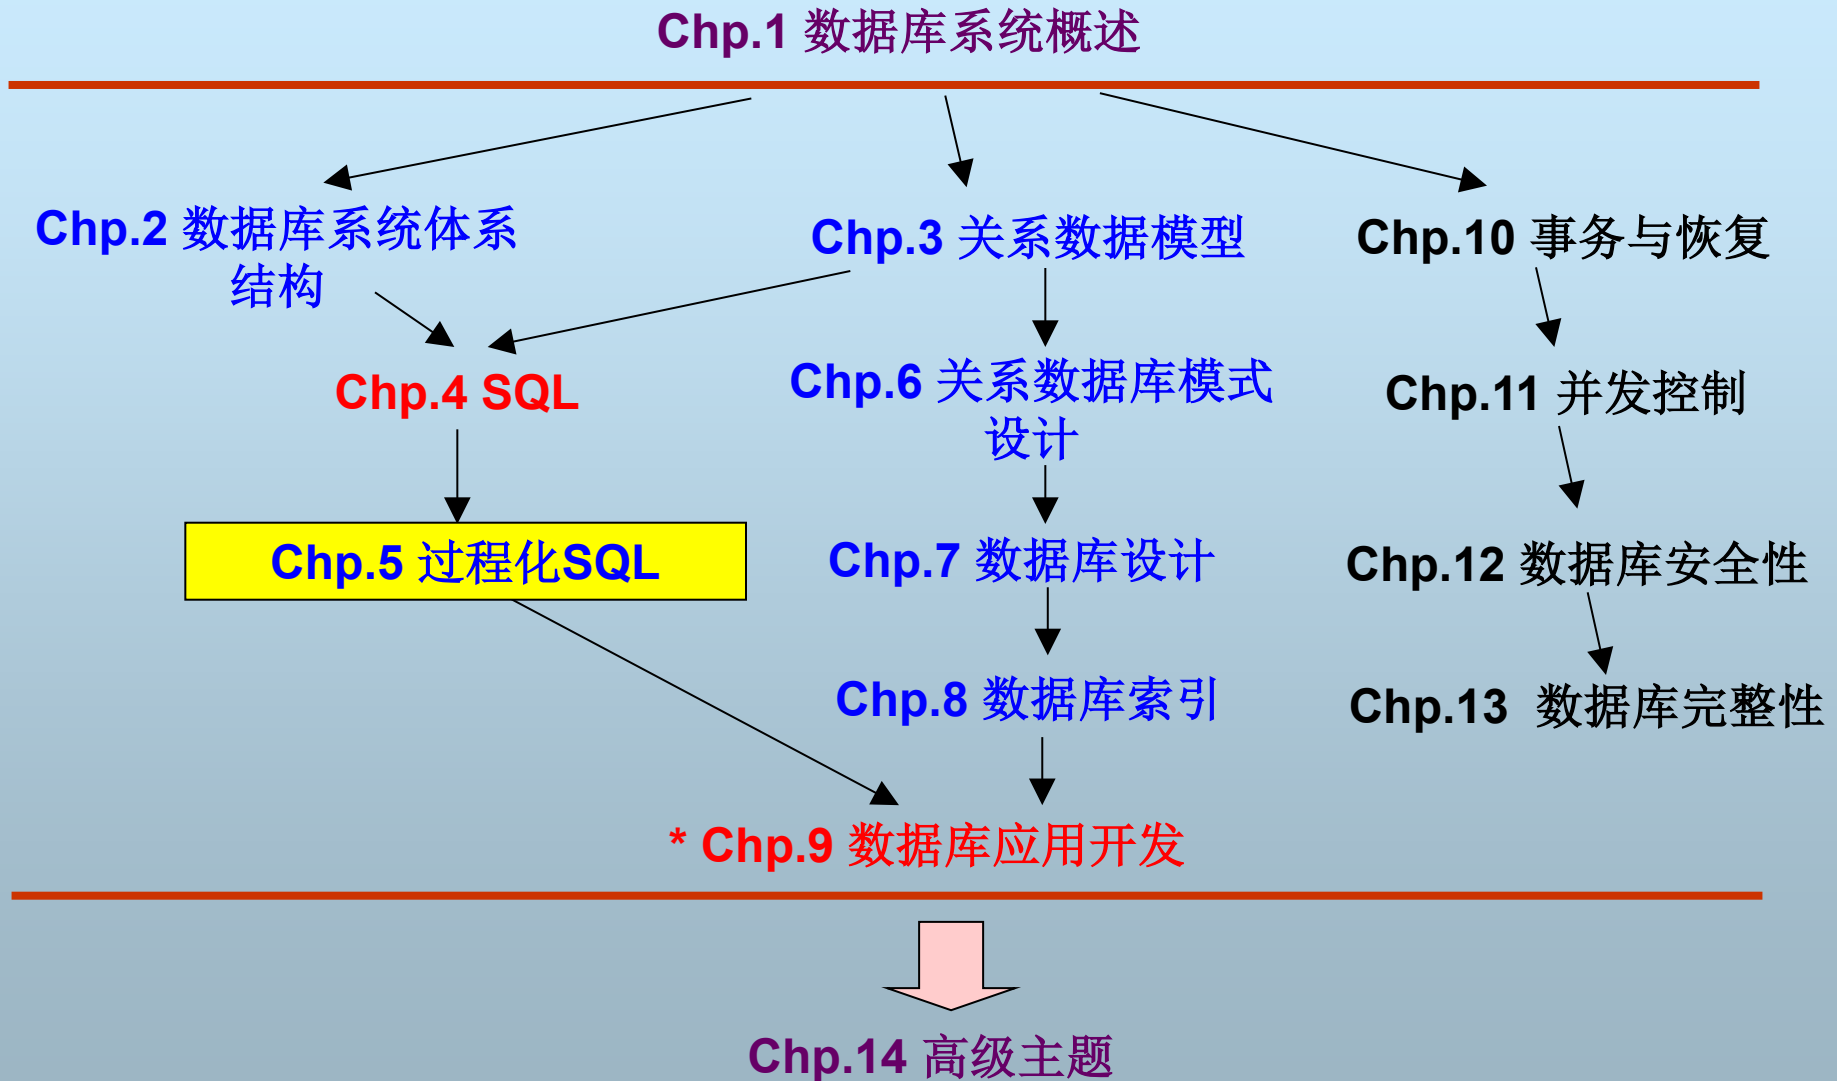 Chp.1 数据库系统概述
Chp.2 数据库系统体系
结构
Chp.3 关系数据模型
Chp.10 事务与恢复
Chp.4 SQL
Chp.6 关系数据库模式
设计
Chp.11 并发控制
Chp.5 过程化SQL
Chp.7 数据库设计
Chp.12 数据库安全性
Chp.8 数据库索引
Chp.13 数据库完整性
* Chp.9 数据库应用开发
Chp.14 高级主题